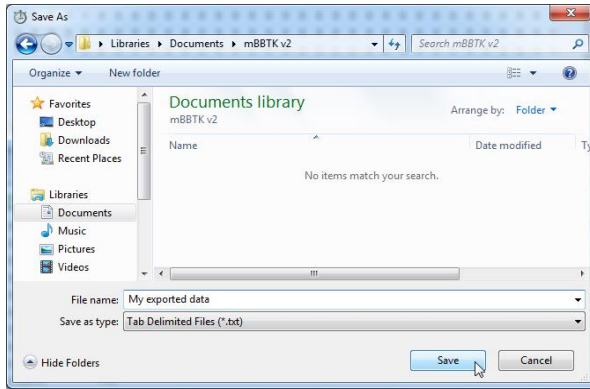 Save As
Libraries Documents mBBTK v2 Search mBBTK v2
Organize New folder
Favorites
Desktop
Downloads
Recent Places
Libraries
Documents
Music
Pictures
Videos
Documents library
mBBTK v2
Arrange by: Folder
Name Date modified Ty
No items match your search.
File name: My exported data
Save as type: Tab Delimited Files (*.txt)
Hide Folders Save Cancel